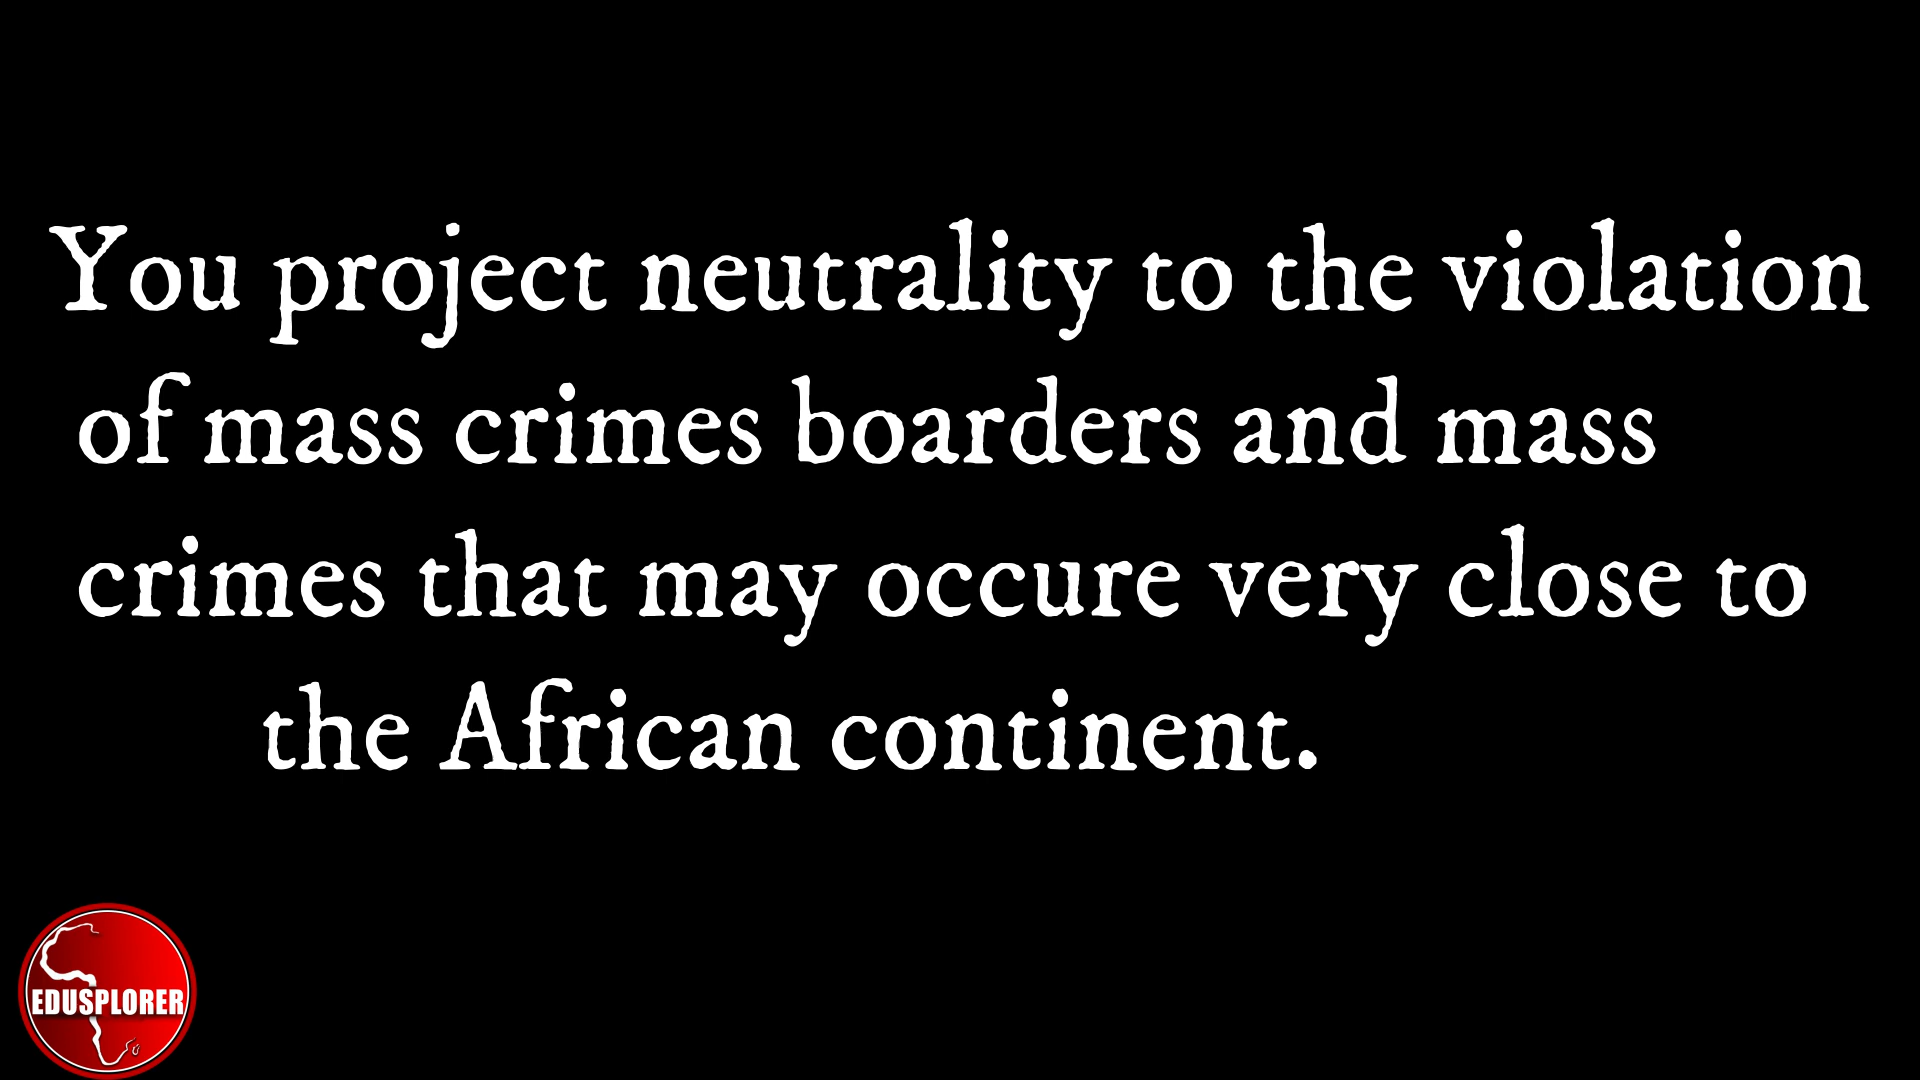 You project neutrality to the violation
of mass crimes boarders and mass
crimes that may occure very close to
the African continent.
EDUSPLORER